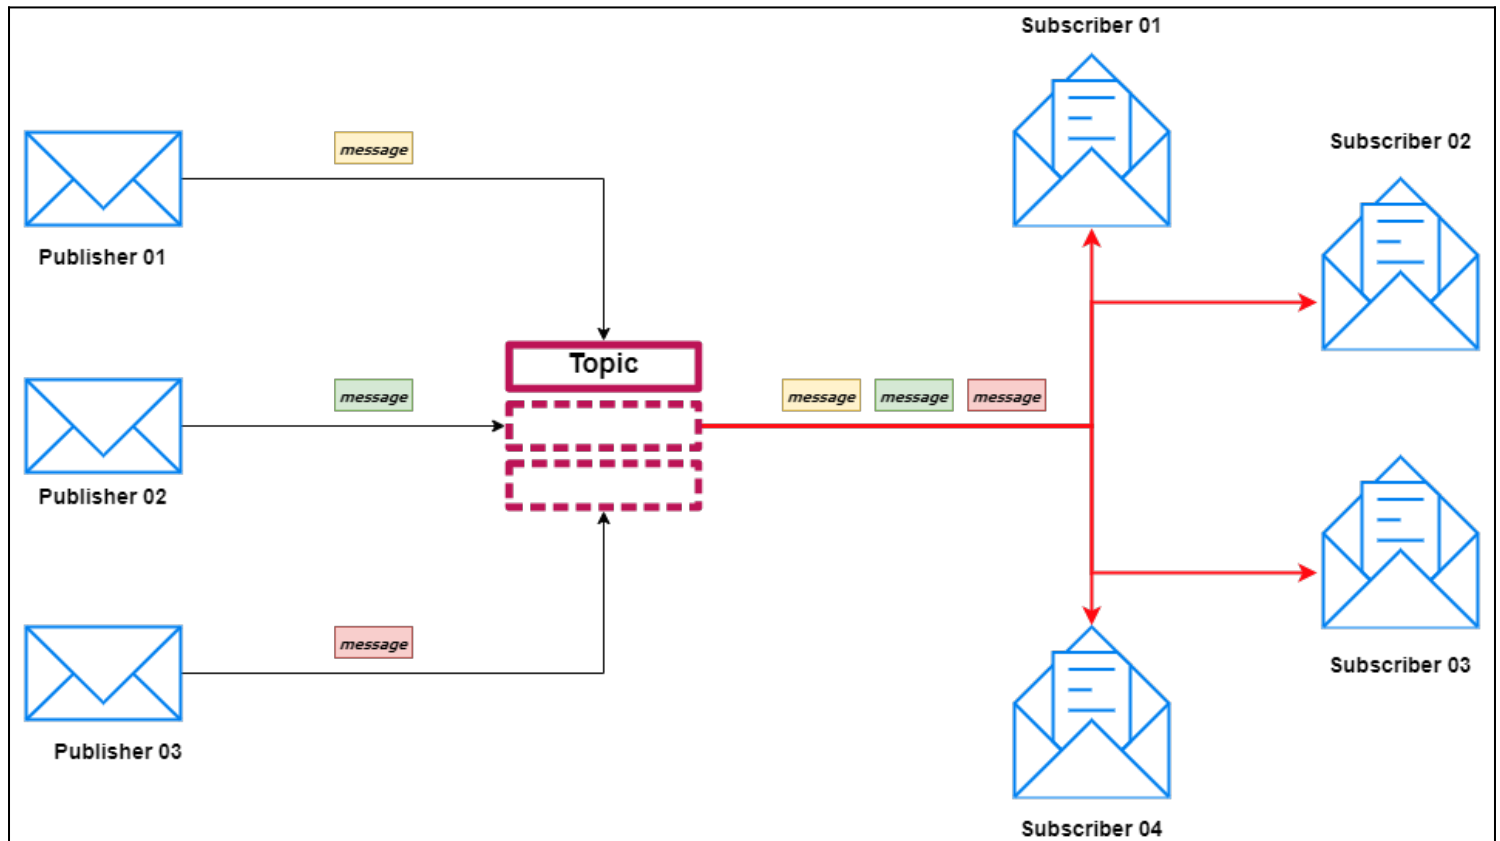 Subscriber 01
message
Subscriber 02
Publisher 01
Topic
message
message
message
message
Publisher 02
message
Subscriber 03
Publisher 03
Subscriber 04